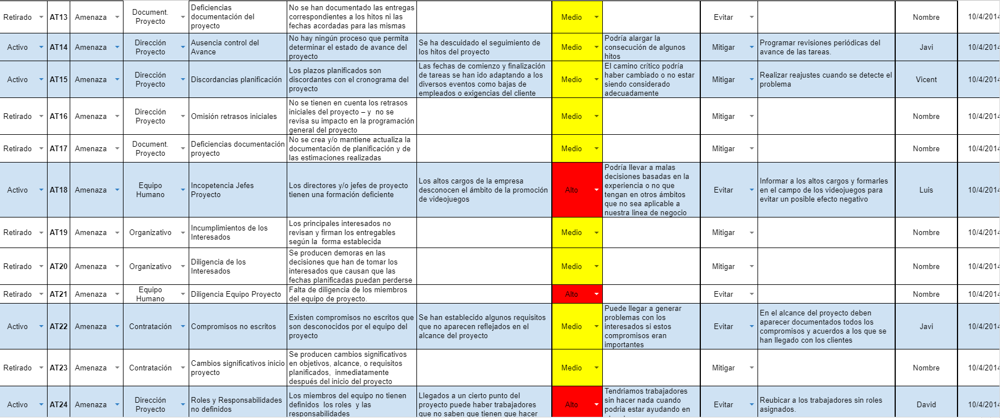 Retirado AT13 Amenaza Document. Proyecto Deficiencias documentación del proyecto No se han documentado las entregas correspondientes a los hitos ni las fechas acordadas para las mismas Medio Evitar Nombre 10/4/2014
Activo AT14 Amenaza Dirección Proyecto Ausencia control del Avance No hay ningún proceso que permita determinar el estado de avance del proyecto Se ha descuidado el seguimiento de los hitos del proyecto Medio Podría alargar la consecución de algunos hitos Mitigar Programar revisiones periódicas del avance de las tareas. Javi 10/4/2014
Activo AT15 Amenaza Dirección Proyecto Discordancias planificación Los plazos planificados son discordantes con el cronograma del proyecto Las fechas de comienzo y finalización de tareas se han ido adaptando a los diversos eventos como bajas de empleados o exigencias del cliente Medio El camino crítico podría haber cambiado o no estar siendo considerado adecuadamente Mitigar Realizar reajustes cuando se detecte el problema Vicent 10/4/2014
Retirado AT16 Amenaza Dirección Proyecto Omisión retrasos iniciales No se tienen en cuenta los retrasos iniciales del proyecto – y no se revisa su impacto en la programación general del proyecto Medio Mitigar Nombre 10/4/2014
Retirado AT17 Amenaza Document. Proyecto Deficiencias documentación proyecto No se crea y/o mantiene actualiza la documentación de planificación y de las estimaciones realizadas Medio Mitigar Nombre 10/4/2014
Activo AT18 Amenaza Equipo Humano Incopetencia Jefes Proyecto Los directores y/o jefes de proyecto tienen una formación deficiente Los altos cargos de la empresa desconocen el ámbito de la promoción de videojuegos Alto Podría llevar a malas decisiones basadas en la experiencia o no que tengan en otros ámbitos que no sea aplicable a nuestra linea de negocio Evitar Informar a los altos cargos y formarles en el campo de los videojuegos para evitar un posible efecto negativo Luis 10/4/2014
Retirado AT19 Amenaza Organizativo Incumplimientos de los Interesados Los principales interesados no revisan y firman los entregables según la forma establecida Medio Mitigar Nombre 10/4/2014
Retirado AT20 Amenaza Organizativo Diligencia de los Interesados Se producen demoras en las decisiones que han de tomar los interesados que causan que las fechas planificadas puedan perderse Medio Mitigar Nombre 10/4/2014
Retirado AT21 Amenaza Equipo Humano Diligencia Equipo Proyecto Falta de diligencia de los miembros del equipo de proyecto. Alto Evitar Nombre 10/4/2014
Activo AT22 Amenaza Contratación Compromisos no escritos Existen compromisos no escritos que son desconocidos por el equipo del proyecto Se han establecido algunos requisitos que no aparecen reflejados en el alcance del proyecto Medio Puede llegar a generar problemas con los interesados si estos compromisos eran importantes Evitar En el alcance del proyecto deben aparecer documentados todos los compromisos y acuerdos a los que se han llegado con los clientes Javi 10/4/2014
Retirado AT23 Amenaza Contratación Cambios significativos inicio proyecto Se producen cambios significativos en objetivos, alcance, o requisitos planificados, inmediatamente después del inicio del proyecto Medio Mitigar Nombre 10/4/2014
Activo AT24 Amenaza Dirección Proyecto Roles y Responsabilidades no definidos Los miembros del equipo no tienen definidos los roles y las responsabilidades Llegados a un cierto punto del proyecto puede haber trabajadores que no saben que tienen que hacer Alto Tendriamos trabajadores sin hacer nada cuando podria estar ayudando en Evitar Reubicar a los trabajadores sin roles asignados. David 10/4/2014